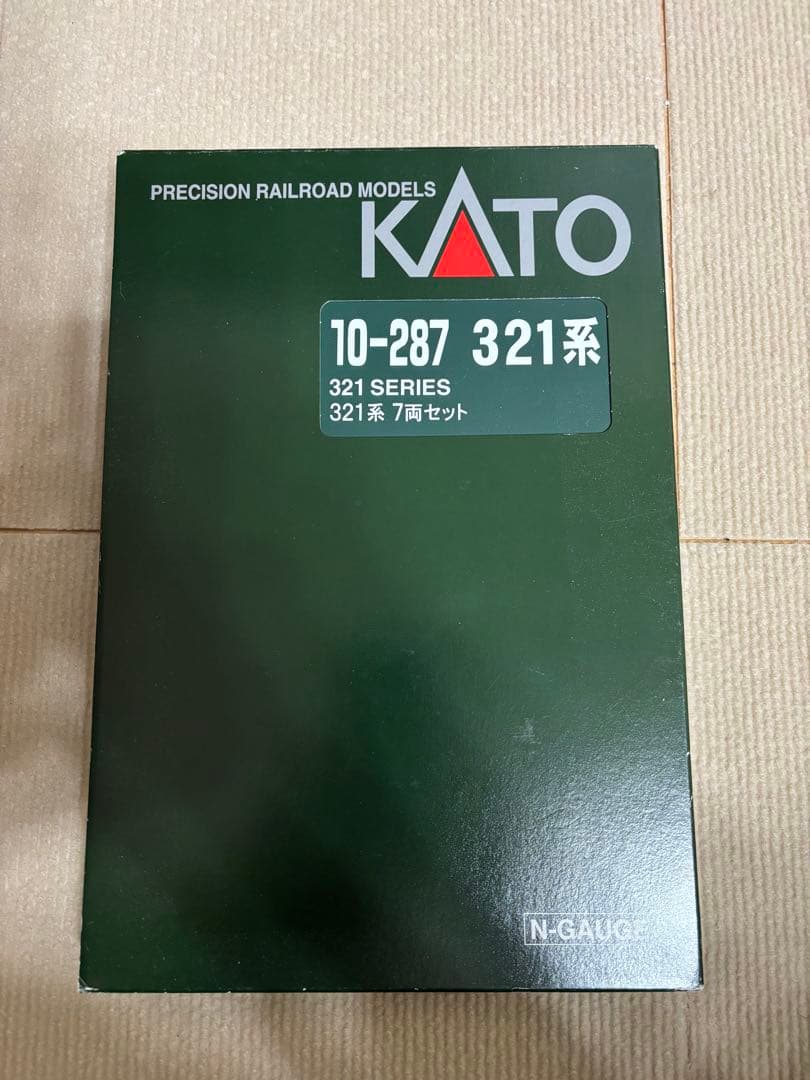 PRECISION RAILROAD MODELS
KATO
10-287 321系
321 SERIES
321系 7両セット
N-GAUGE